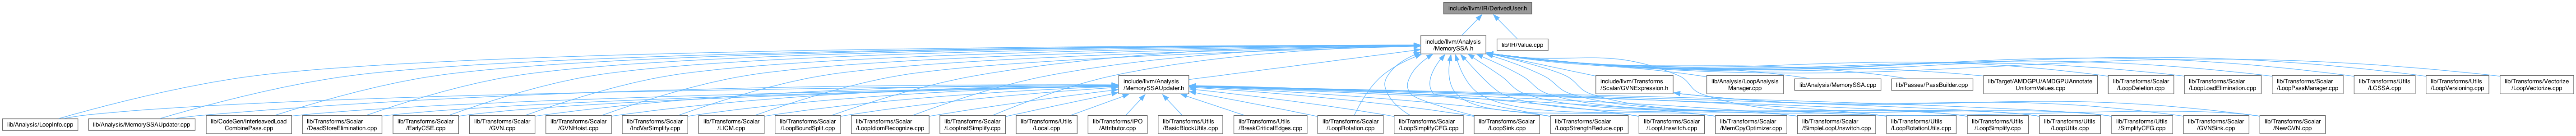 include/llvm/IR/DerivedUser.h
include/llvm/Analysis
/MemorySSA.h
lib/IR/Value.cpp
include/llvm/Analysis
/MemorySSAUpdater.h
include/llvm/Transforms
/Scalar/GVNExpression.h
lib/Analysis/LoopAnalysis
Manager.cpp
lib/Analysis/MemorySSA.cpp
lib/Passes/PassBuilder.cpp
lib/Target/AMDGPU/AMDGPUAnnotate
UniformValues.cpp
lib/Transforms/Scalar
/LoopDeletion.cpp
lib/Transforms/Scalar
/LoopLoadElimination.cpp
lib/Transforms/Scalar
/LoopPassManager.cpp
lib/Transforms/Utils
/LCSSA.cpp
lib/Transforms/Utils
/LoopVersioning.cpp
lib/Transforms/Vectorize
/LoopVectorize.cpp
lib/Analysis/LoopInfo.cpp
lib/Analysis/MemorySSAUpdater.cpp
lib/CodeGen/InterleavedLoad
CombinePass.cpp
lib/Transforms/Scalar
/DeadStoreElimination.cpp
lib/Transforms/Scalar
/EarlyCSE.cpp
lib/Transforms/Scalar
/GVN.cpp
lib/Transforms/Scalar
/GVNHoist.cpp
lib/Transforms/Scalar
/IndVarSimplify.cpp
lib/Transforms/Scalar
/LICM.cpp
lib/Transforms/Scalar
/LoopBoundSplit.cpp
lib/Transforms/Scalar
/LoopIdiomRecognize.cpp
lib/Transforms/Scalar
/LoopInstSimplify.cpp
lib/Transforms/Utils
/Local.cpp
lib/Transforms/IPO
/Attributor.cpp
lib/Transforms/Utils
/BasicBlockUtils.cpp
lib/Transforms/Utils
/BreakCriticalEdges.cpp
lib/Transforms/Scalar
/LoopRotation.cpp
lib/Transforms/Scalar
/LoopSimplifyCFG.cpp
lib/Transforms/Scalar
/LoopSink.cpp
lib/Transforms/Scalar
/LoopStrengthReduce.cpp
lib/Transforms/Scalar
/LoopUnswitch.cpp
lib/Transforms/Scalar
/MemCpyOptimizer.cpp
lib/Transforms/Scalar
/SimpleLoopUnswitch.cpp
lib/Transforms/Utils
/LoopRotationUtils.cpp
lib/Transforms/Utils
/LoopSimplify.cpp
lib/Transforms/Utils
/LoopUtils.cpp
lib/Transforms/Utils
/SimplifyCFG.cpp
lib/Transforms/Scalar
/GVNSink.cpp
lib/Transforms/Scalar
/NewGVN.cpp